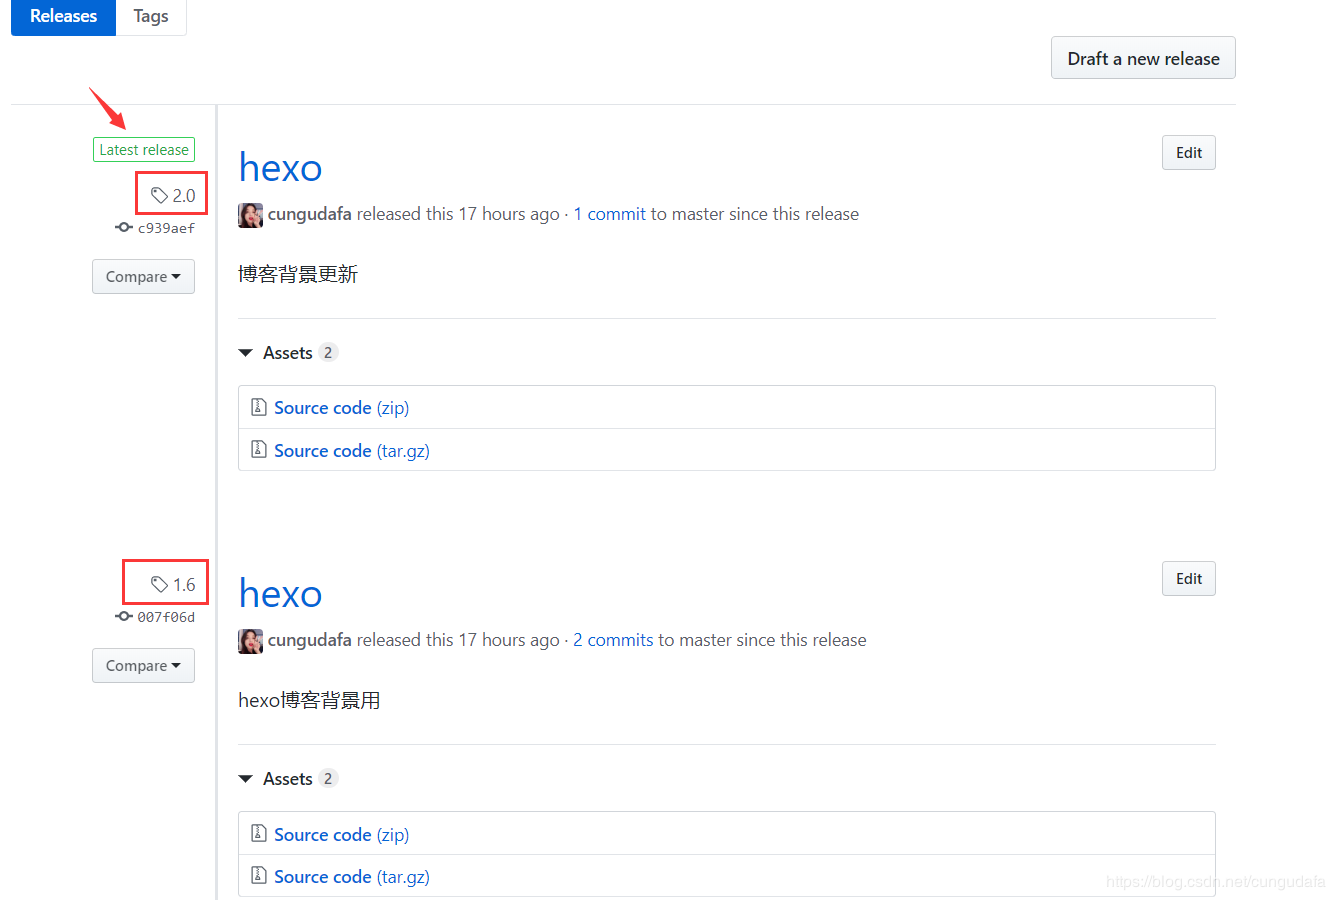 Releases Tags
Draft a new release
Latest release
2.0
c939aef
Compare
hexo
Edit
cungudafa released this 17 hours ago · 1 commit to master since this release
博客背景更新
Assets 2
Source code (zip)
Source code (tar.gz)
1.6
007f06d
Compare
hexo
Edit
cungudafa released this 17 hours ago · 2 commits to master since this release
hexo博客背景用
Assets 2
Source code (zip)
Source code (tar.gz)
https://blog.csdn.net/cungudafa